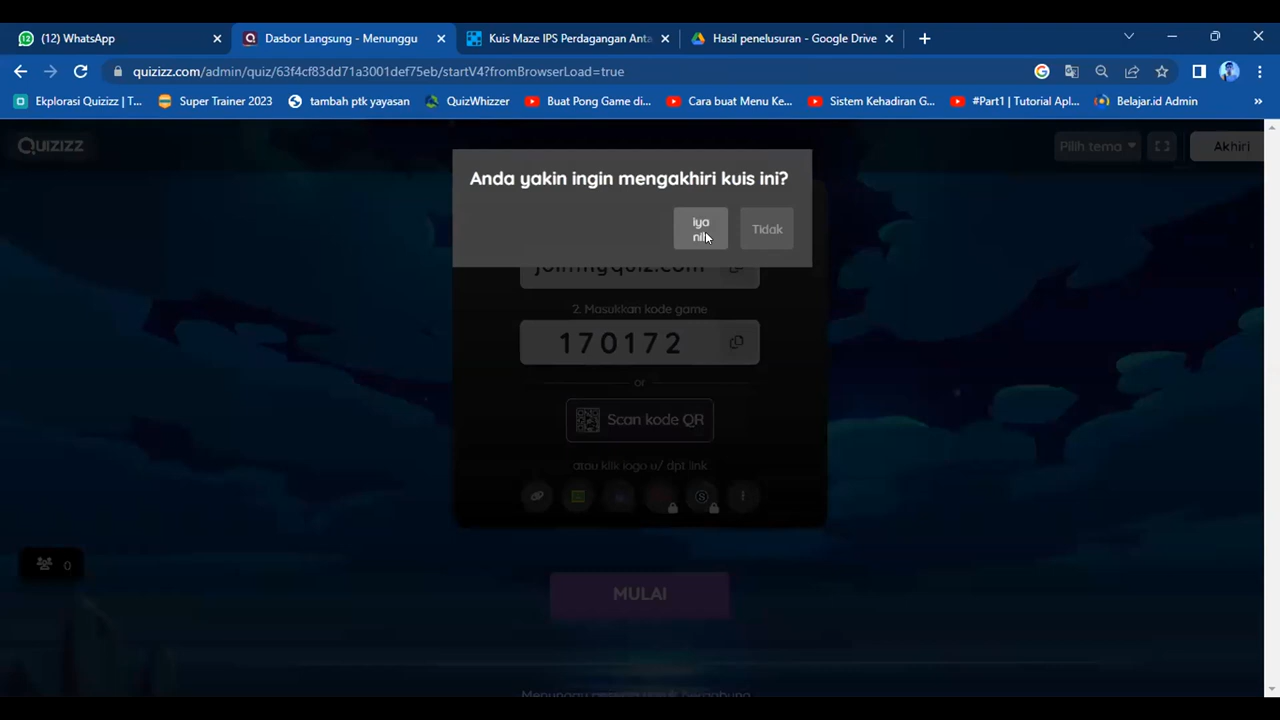 (12) WhatsApp
Dasbor Langsung - Menunggu
Kuis Maze IPS Perdagangan Anta
Hasil penelusuran - Google Drive
quizizz.com/admin/quiz/63f4cf83dd71a3001def75eb/startV4?fromBrowserLoad=true
Ekplorasi Quizizz | T...
Super Trainer 2023
tambah ptk yayasan
QuizWhizzer
Buat Pong Game di...
Cara buat Menu Ke...
Sistem Kehadiran G...
#Part1 | Tutorial Apl...
Belajar.id Admin
QUIZIZZ
Pilih tema
Akhiri
Anda yakin ingin mengakhiri kuis ini?
Iya
Tidak
joinmyquiz.com
2. Masukkan kode game
170172
or
Scan kode QR
atau klik logo u/ dpt link
0
MULAI